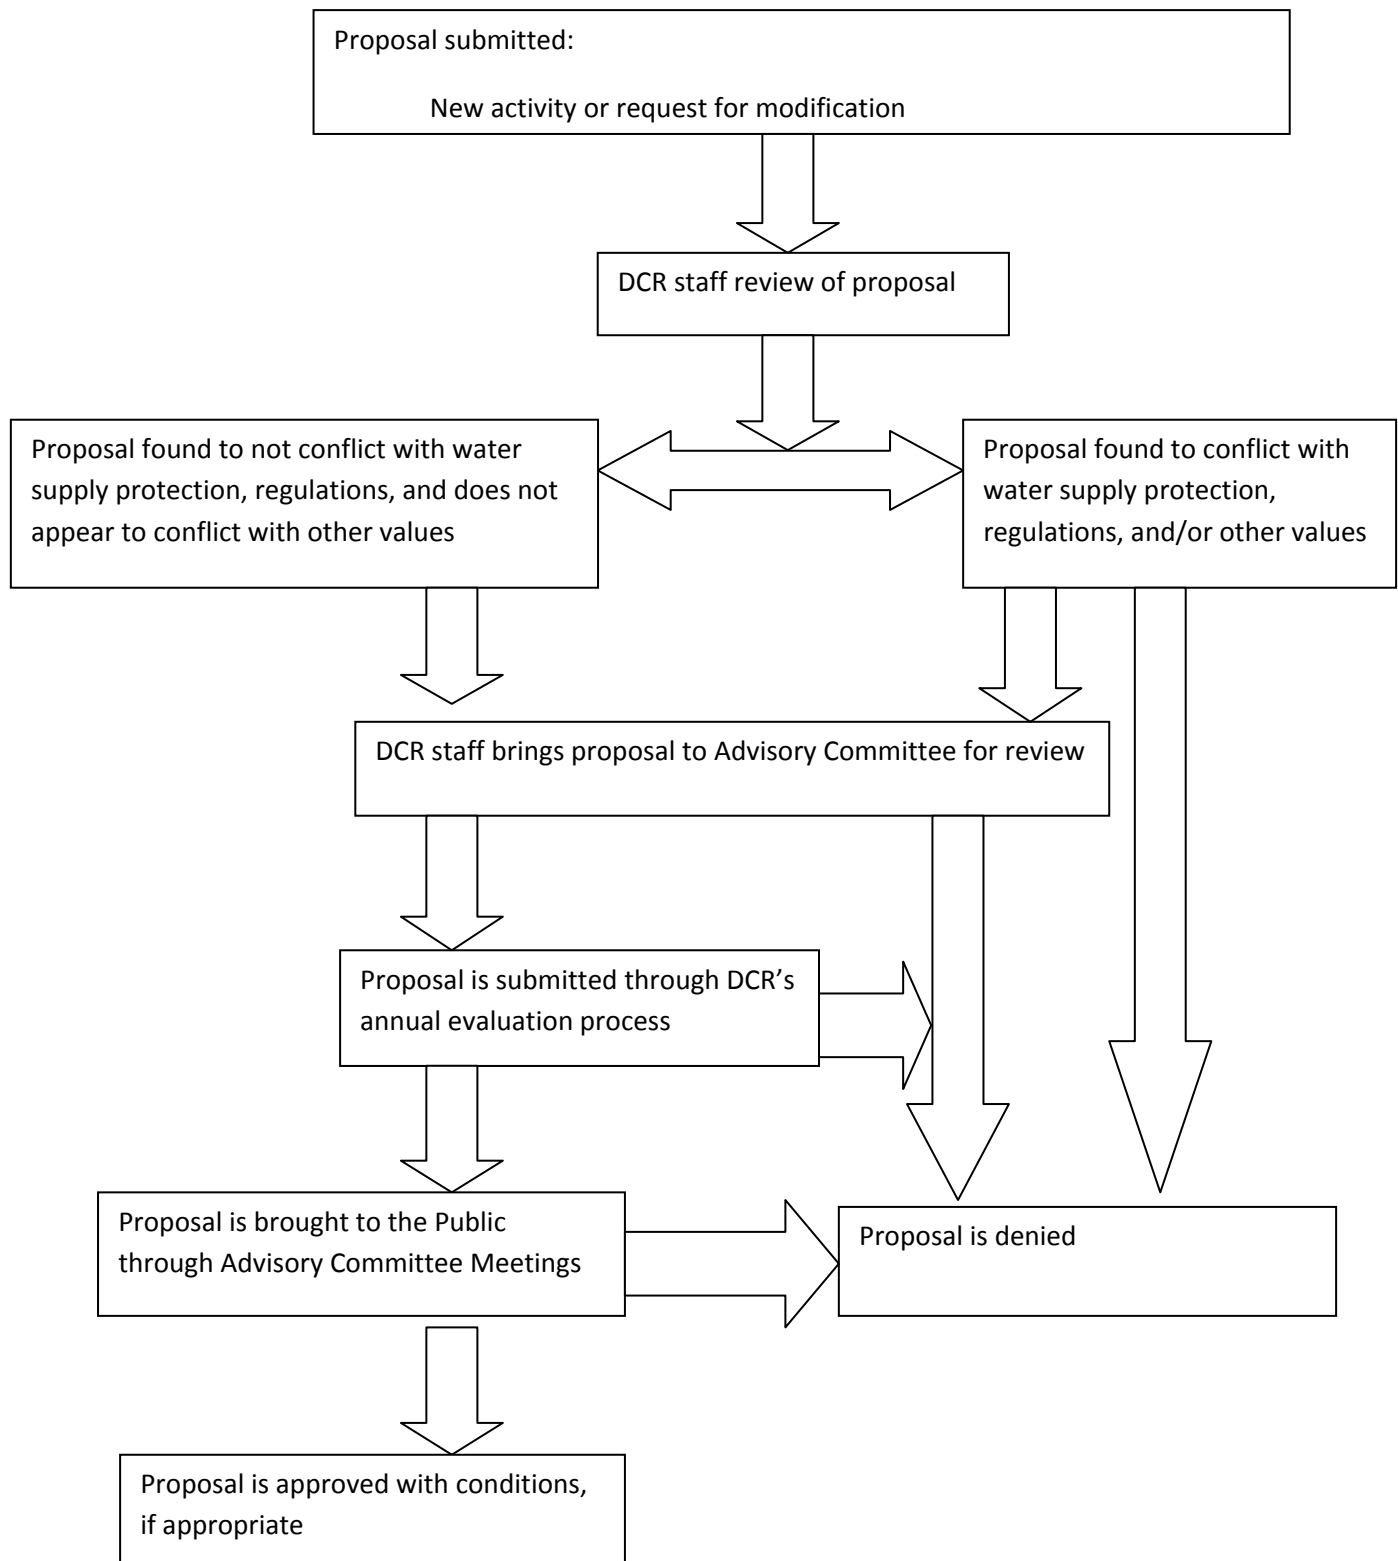 Proposal submitted:
New activity or request for modification
DCR staff review of proposal
Proposal found to not conflict with water
supply protection, regulations, and does not
appear to conflict with other values
Proposal found to conflict with
water supply protection,
regulations, and/or other values
DCR staff brings proposal to Advisory Committee for review
Proposal is submitted through DCR’s
annual evaluation process
Proposal is brought to the Public
through Advisory Committee Meetings
Proposal is denied
Proposal is approved with conditions,
if appropriate